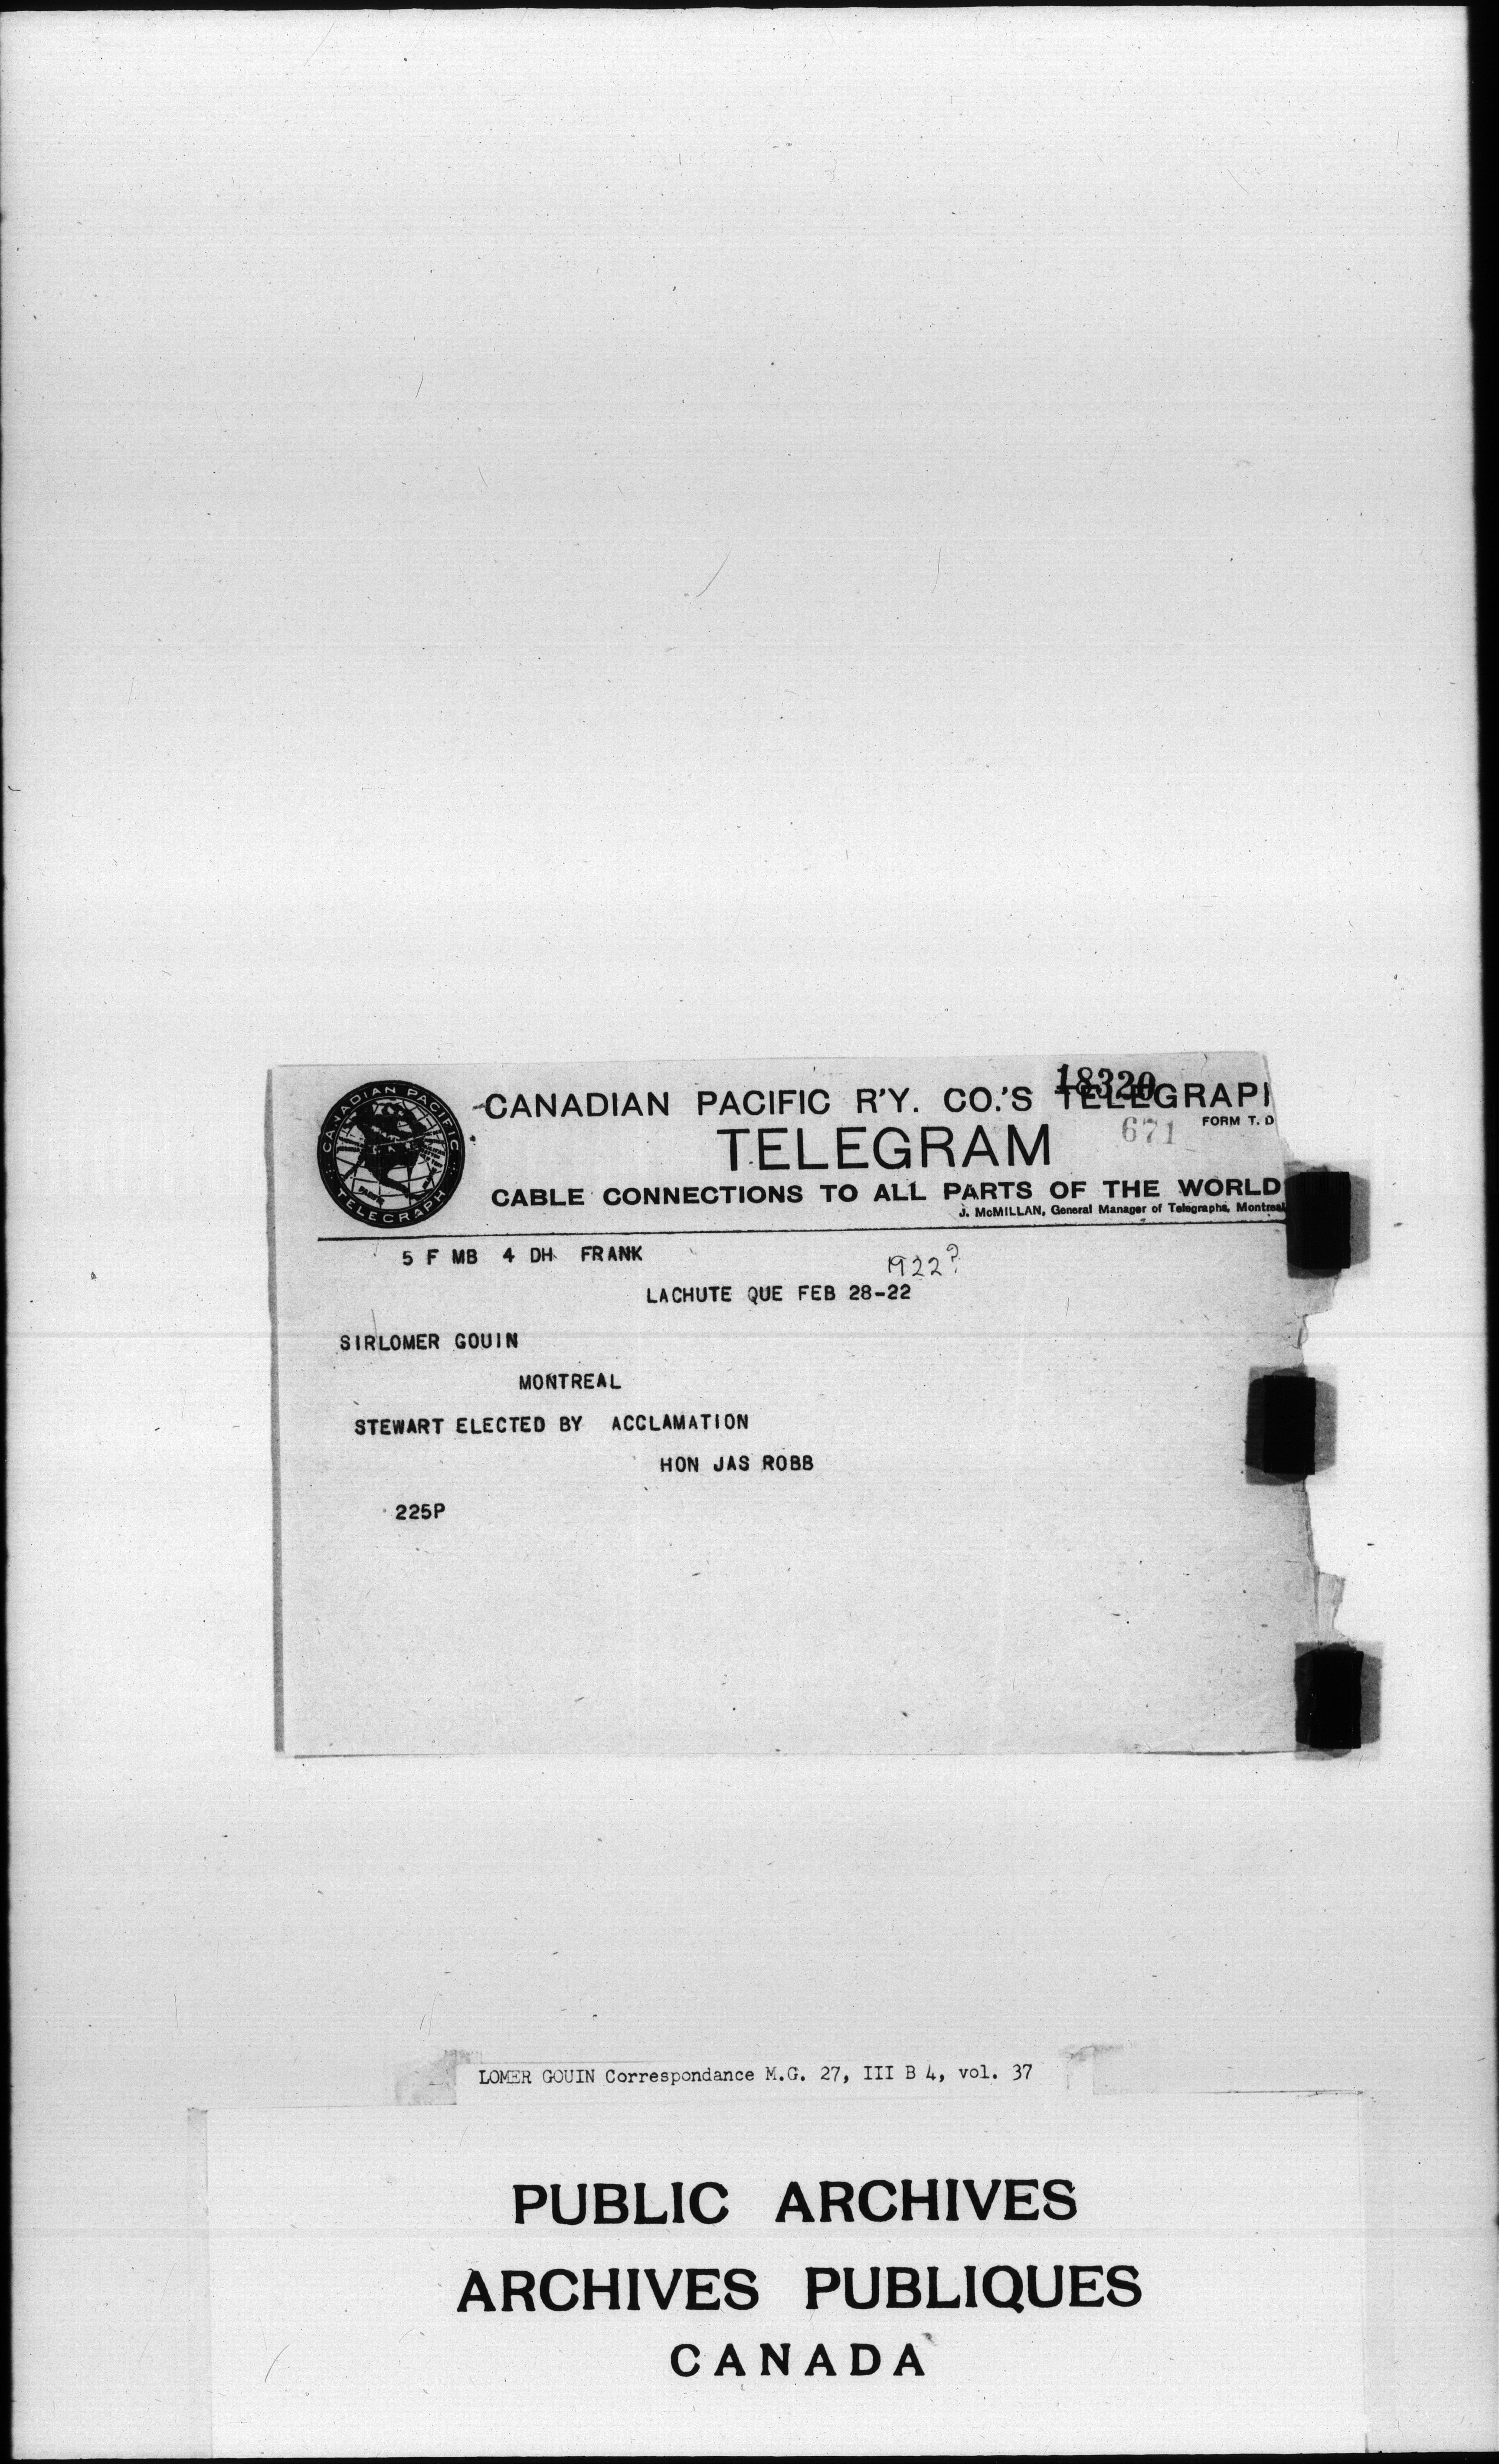 18320
CANADIAN PACIFIC R'Y. CO.'S TELEGRAP
671
FORM T. D
TELEGRAM
CABLE CONNECTIONS TO ALL PARTS OF THE WORLD
J. McMILLAN, General Manager of Telegraphs, Montreal
CANADIAN PACIFIC
TELEGRAPH
5 F MB 4 DH FRANK
1922?
LACHUTE QUE FEB 28-22
SIRLOMER GOUIN
MONTREAL
STEWART ELECTED BY ACCLAMATION
HON JAS ROBB
225P
LOMER GOUIN Correspondance M.G. 27, III B 4, vol. 37
PUBLIC ARCHIVES
ARCHIVES PUBLIQUES
CANADA